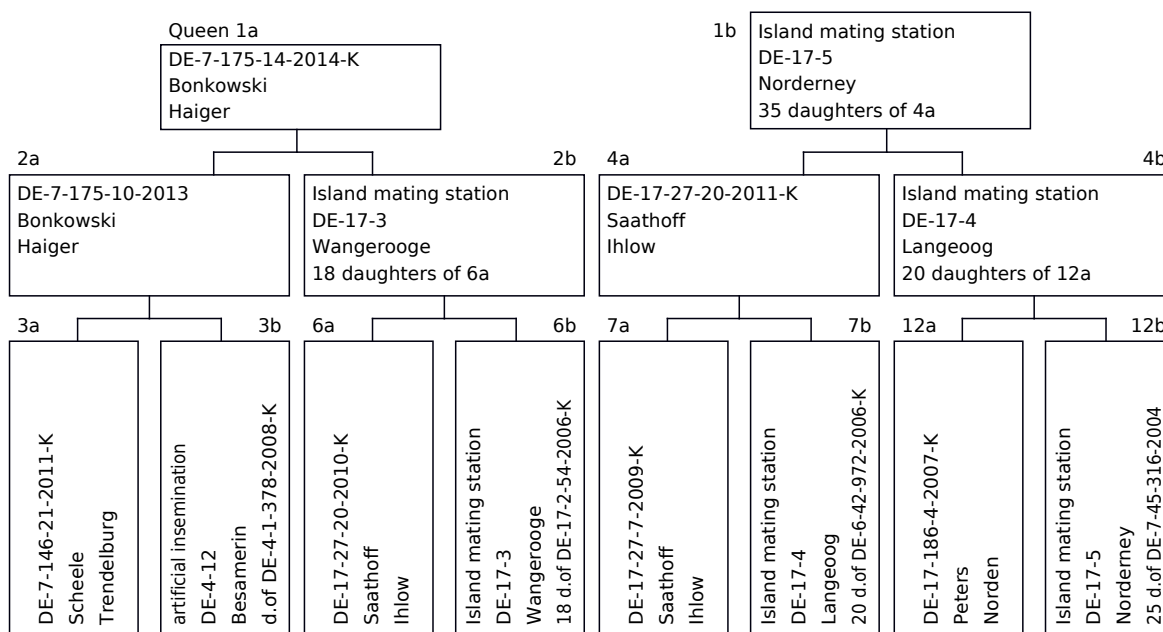 Queen 1a
DE-7-175-14-2014-K
Bonkowski
Haiger
1b
Island mating station
DE-17-5
Norderney
35 daughters of 4a
2a
DE-7-175-10-2013
Bonkowski
Haiger
2b
Island mating station
DE-17-3
Wangerooge
18 daughters of 6a
4a
DE-17-27-20-2011-K
Saathoff
Ihlow
4b
Island mating station
DE-17-4
Langeoog
20 daughters of 12a
3a
DE-7-146-21-2011-K
Scheele
Trendelburg
3b
artificial insemination
DE-4-12
Besamerin
d.of DE-4-1-378-2008-K
6a
DE-17-27-20-2010-K
Saathoff
Ihlow
6b
Island mating station
DE-17-3
Wangerooge
18 d.of DE-17-2-54-2006-K
7a
DE-17-27-7-2009-K
Saathoff
Ihlow
7b
Island mating station
DE-17-4
Langeoog
20 d.of DE-6-42-972-2006-K
12a
DE-17-186-4-2007-K
Peters
Norden
12b
Island mating station
DE-17-5
Norderney
25 d.of DE-7-45-316-2004